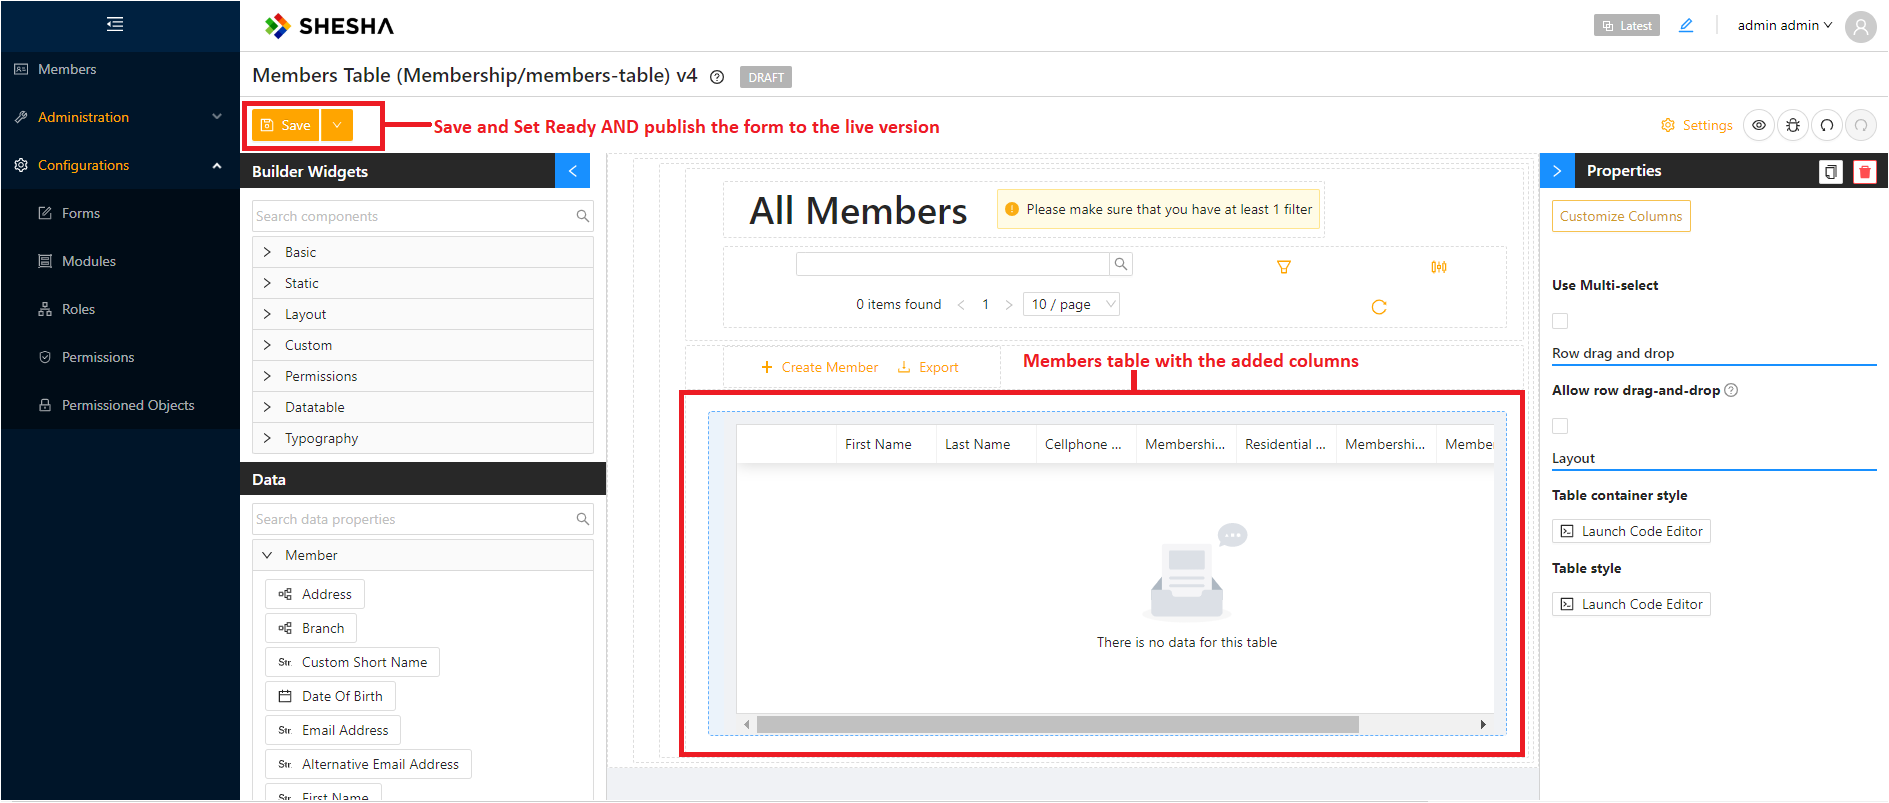 SHESHA
Latest
admin admin
Members
Administration
Configurations
Forms
Modules
Roles
Permissions
Permissioned Objects
Members Table (Membership/members-table) v4
DRAFT
Save
Save and Set Ready AND publish the form to the live version
Settings
Builder Widgets
Search components
Basic
Static
Layout
Custom
Permissions
Datatable
Typography
Data
Search data properties
Member
Address
Branch
Str. Custom Short Name
Date Of Birth
Str. Email Address
Str. Alternative Email Address
Str. First Name
All Members
Please make sure that you have at least 1 filter
0 items found < 1 > 10 / page
+ Create Member Export
Members table with the added columns
First Name Last Name Cellphone ... Membershi... Residential ... Membershi... Membe
There is no data for this table
Properties
Customize Columns
Use Multi-select
Row drag and drop
Allow row drag-and-drop
Layout
Table container style
Launch Code Editor
Table style
Launch Code Editor